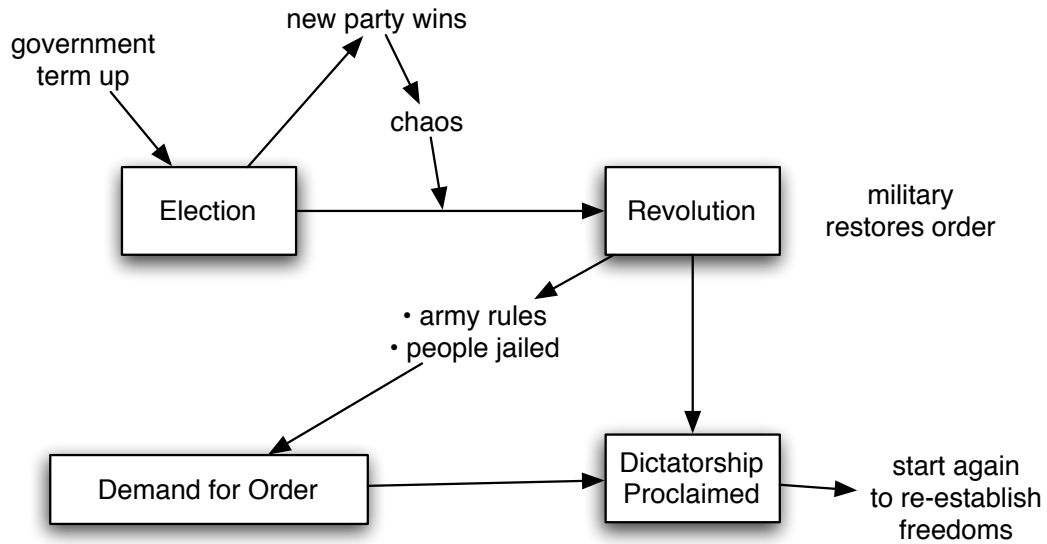 new party wins
government
term up
chaos
Election
Revolution
military
restores order
• army rules
• people jailed
Demand for Order
Dictatorship
Proclaimed
start again
to re-establish
freedoms